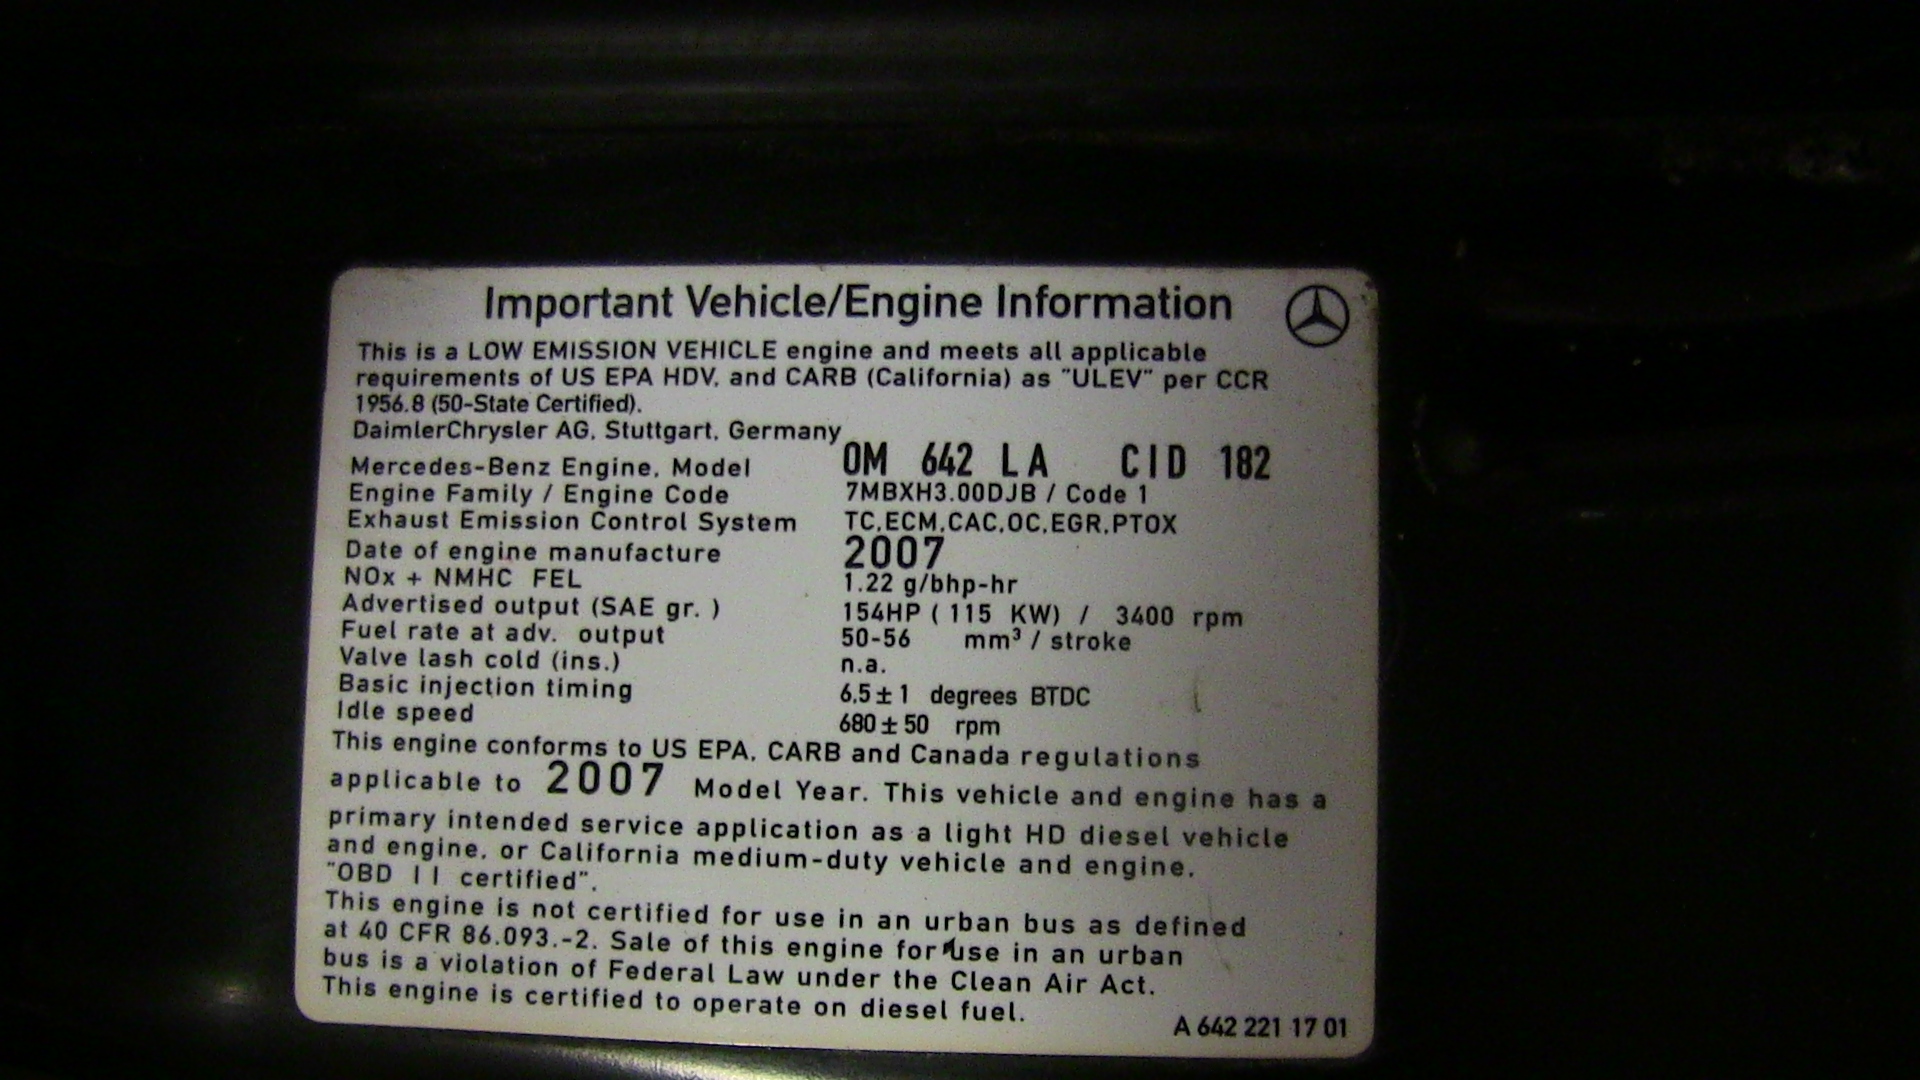 Important Vehicle/Engine Information
This is a LOW EMISSION VEHICLE engine and meets all applicable
requirements of US EPA HDV, and CARB (California) as "ULEV" per CCR
1956.8 (50-State Certified).
DaimlerChrysler AG, Stuttgart, Germany
Mercedes-Benz Engine, Model OM 642 LA CID 182
Engine Family / Engine Code 7MBXH3.00DJB / Code 1
Exhaust Emission Control System TC,ECM,CAC,OC,EGR,PTOX
Date of engine manufacture 2007
NOx + NMHC FEL 1.22 g/bhp-hr
Advertised output (SAE gr. ) 154HP ( 115 KW) / 3400 rpm
Fuel rate at adv. output 50-56 mm³ / stroke
Valve lash cold (ins.) n.a.
Basic injection timing 6,5 ± 1 degrees BTDC
Idle speed 680 ± 50 rpm
This engine conforms to US EPA, CARB and Canada regulations
applicable to 2007 Model Year. This vehicle and engine has a
primary intended service application as a light HD diesel vehicle
and engine, or California medium-duty vehicle and engine.
"OBD II certified".
This engine is not certified for use in an urban bus as defined
at 40 CFR 86.093.-2. Sale of this engine for use in an urban
bus is a violation of Federal Law under the Clean Air Act.
This engine is certified to operate on diesel fuel.
A 642 221 17 01